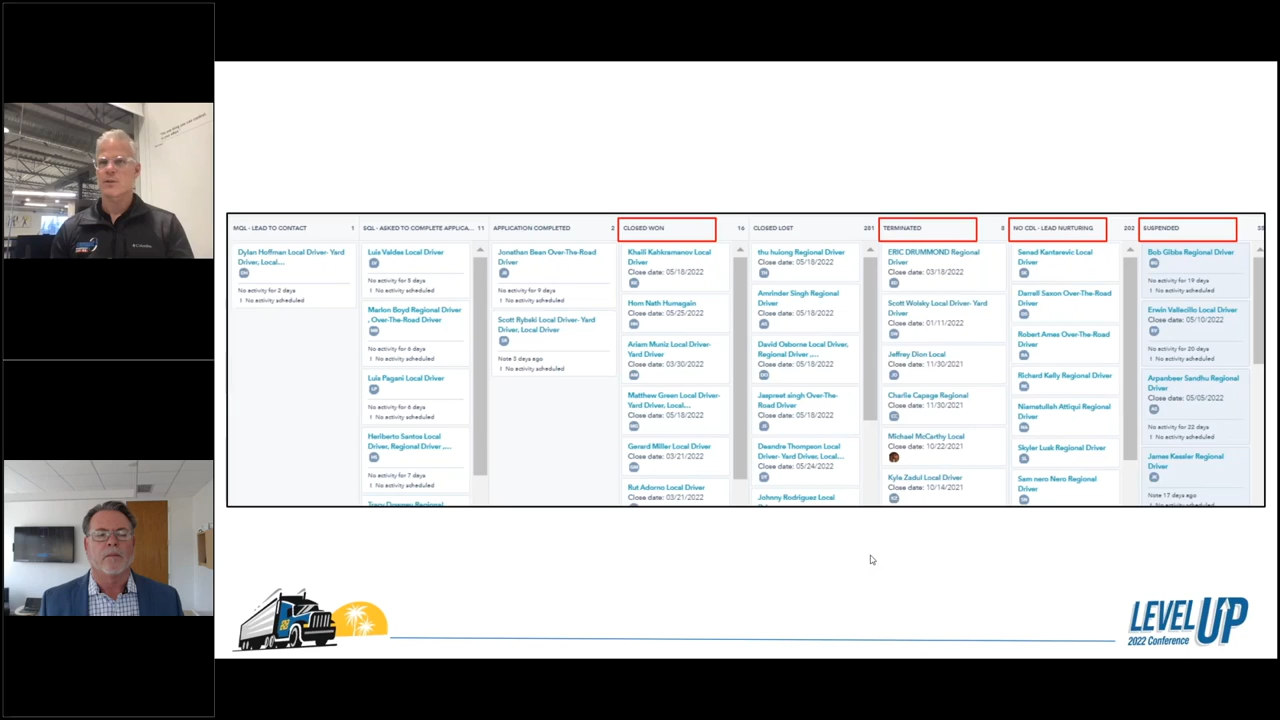 MQL - LEAD TO CONTACT 1
Dylan Hoffman Local Driver- Yard
Driver, Local...
DH
No activity for 2 days
! No activity scheduled
SQL - ASKED TO COMPLETE APPLICA... 11
Luis Valdes Local Driver
No activity for 5 days
! No activity scheduled
Marlon Boyd Regional Driver
, Over-The-Road Driver
No activity for 6 days
! No activity scheduled
Luis Pagani Local Driver
No activity for 6 days
! No activity scheduled
Heriberto Santos Local
Driver, Regional Driver ,...
No activity for 7 days
! No activity scheduled
APPLICATION COMPLETED 2
Jonathan Bean Over-The-Road
Driver
No activity for 9 days
! No activity scheduled
Scott Rybski Local Driver- Yard
Driver, Local Driver
Note 5 days ago
! No activity scheduled
CLOSED WON 16
Khalil Kahkramanov Local
Driver
Close date: 05/18/2022
Hom Nath Humagain
Close date: 05/25/2022
Ariam Muniz Local Driver-
Yard Driver
Close date: 03/30/2022
Matthew Green Local Driver-
Yard Driver, Local...
Close date: 05/18/2022
Gerard Miller Local Driver
Close date: 03/21/2022
Rut Adorno Local Driver
Close date: 03/21/2022
CLOSED LOST 281
thu huiong Regional Driver
Close date: 05/18/2022
Amrinder Singh Regional
Driver
Close date: 05/18/2022
David Osborne Local Driver,
Regional Driver ,...
Close date: 05/18/2022
Jaspreet singh Over-The-
Road Driver
Close date: 05/18/2022
Deandre Thompson Local
Driver- Yard Driver, Local...
Close date: 05/24/2022
Johnny Rodriguez Local
TERMINATED 8
ERIC DRUMMOND Regional
Driver
Close date: 03/18/2022
Scott Wolsky Local Driver- Yard
Driver
Close date: 01/11/2022
Jeffrey Dion Local
Close date: 11/30/2021
Charlie Capage Regional
Close date: 11/30/2021
Michael McCarthy Local
Close date: 10/22/2021
Kyle Zadul Local Driver
Close date: 10/14/2021
NO CDL - LEAD NURTURING 202
Senad Kantarevic Local
Driver
Darrell Saxon Over-The-Road
Driver
Robert Ames Over-The-Road
Driver
Richard Kelly Regional Driver
Niamatullah Attiqui Regional
Driver
Skyler Lusk Regional Driver
Sam nero Nero Regional
Driver
SUSPENDED
Bob Gibbs Regional Driver
No activity for 19 days
! No activity scheduled
Erwin Vallecillo Local Driver
Close date: 05/10/2022
No activity for 20 days
! No activity scheduled
Arpanbeer Sandhu Regional
Driver
Close date: 05/05/2022
No activity for 22 days
! No activity scheduled
James Kessler Regional
Driver
Note 17 days ago
! No activity scheduled
LEVEL UP
2022 Conference